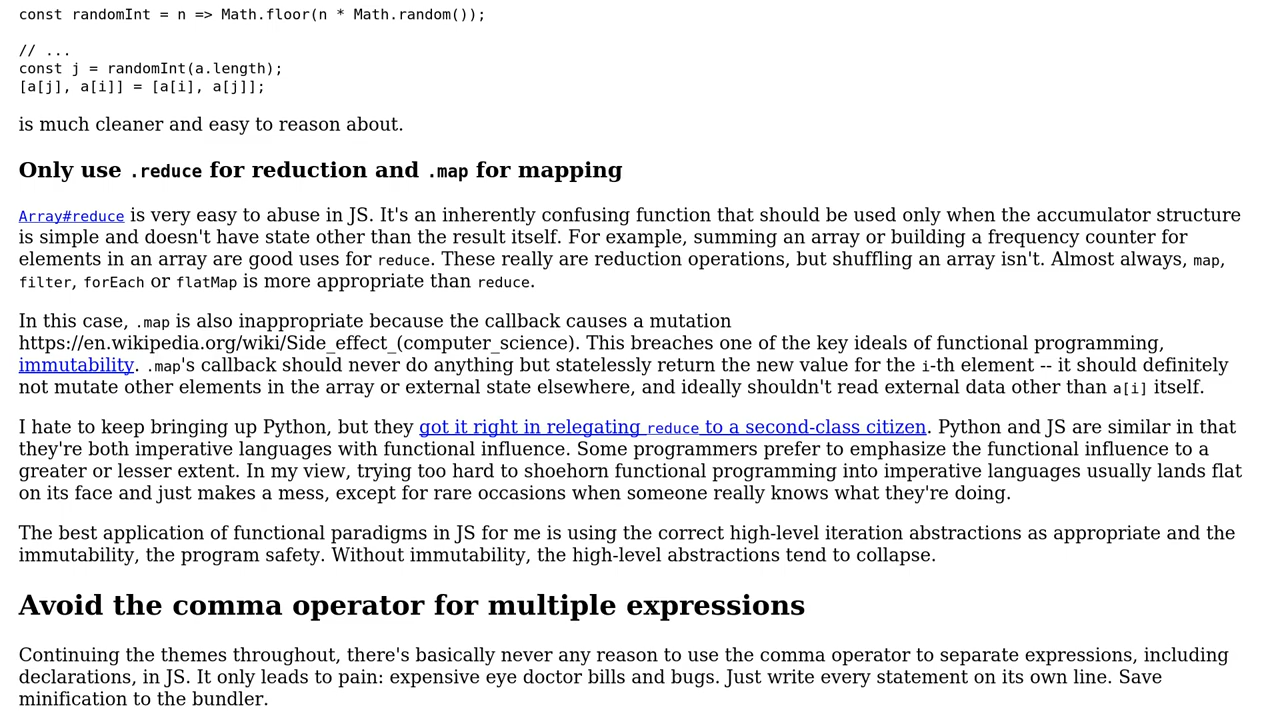 const randomInt = n => Math.floor(n * Math.random());
// ...
const j = randomInt(a.length);
[a[j], a[i]] = [a[i], a[j]];
is much cleaner and easy to reason about.
Only use .reduce for reduction and .map for mapping
Array#reduce is very easy to abuse in JS. It's an inherently confusing function that should be used only when the accumulator structure
is simple and doesn't have state other than the result itself. For example, summing an array or building a frequency counter for
elements in an array are good uses for reduce. These really are reduction operations, but shuffling an array isn't. Almost always, map,
filter, forEach or flatMap is more appropriate than reduce.
In this case, .map is also inappropriate because the callback causes a mutation
https://en.wikipedia.org/wiki/Side_effect_(computer_science). This breaches one of the key ideals of functional programming,
immutability. .map's callback should never do anything but statelessly return the new value for the i-th element -- it should definitely
not mutate other elements in the array or external state elsewhere, and ideally shouldn't read external data other than a[i] itself.
I hate to keep bringing up Python, but they got it right in relegating reduce to a second-class citizen. Python and JS are similar in that
they're both imperative languages with functional influence. Some programmers prefer to emphasize the functional influence to a
greater or lesser extent. In my view, trying too hard to shoehorn functional programming into imperative languages usually lands flat
on its face and just makes a mess, except for rare occasions when someone really knows what they're doing.
The best application of functional paradigms in JS for me is using the correct high-level iteration abstractions as appropriate and the
immutability, the program safety. Without immutability, the high-level abstractions tend to collapse.
Avoid the comma operator for multiple expressions
Continuing the themes throughout, there's basically never any reason to use the comma operator to separate expressions, including
declarations, in JS. It only leads to pain: expensive eye doctor bills and bugs. Just write every statement on its own line. Save
minification to the bundler.